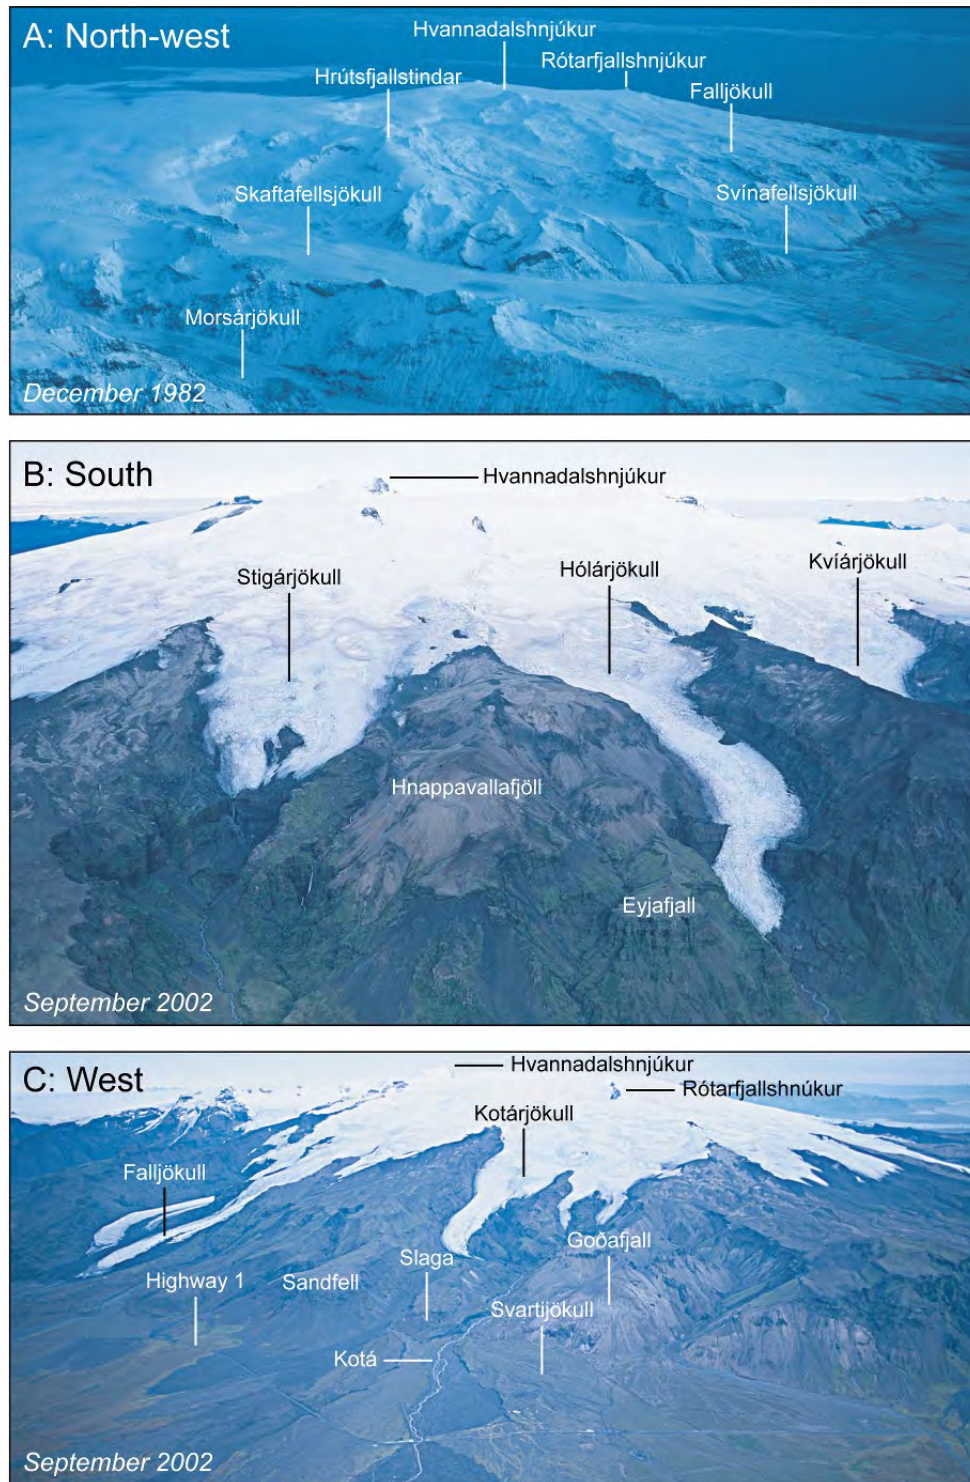 A: North-west
Hvannadalshnjúkur
Rótarfjallshnjúkur
Hrútsfjallstindar
Falljökull
Skaftafellsjökull
Svínafellsjökull
Morsárjökull
December 1982
B: South
Hvannadalshnjúkur
Stigárjökull
Hólárjökull
Kvíárjökull
Hnappavallafjöll
Eyjafjall
September 2002
C: West
Hvannadalshnjúkur
Rótarfjallshnúkur
Kotárjökull
Falljökull
Goðafjall
Slaga
Highway 1
Sandfell
Svartijökull
Kotá
September 2002